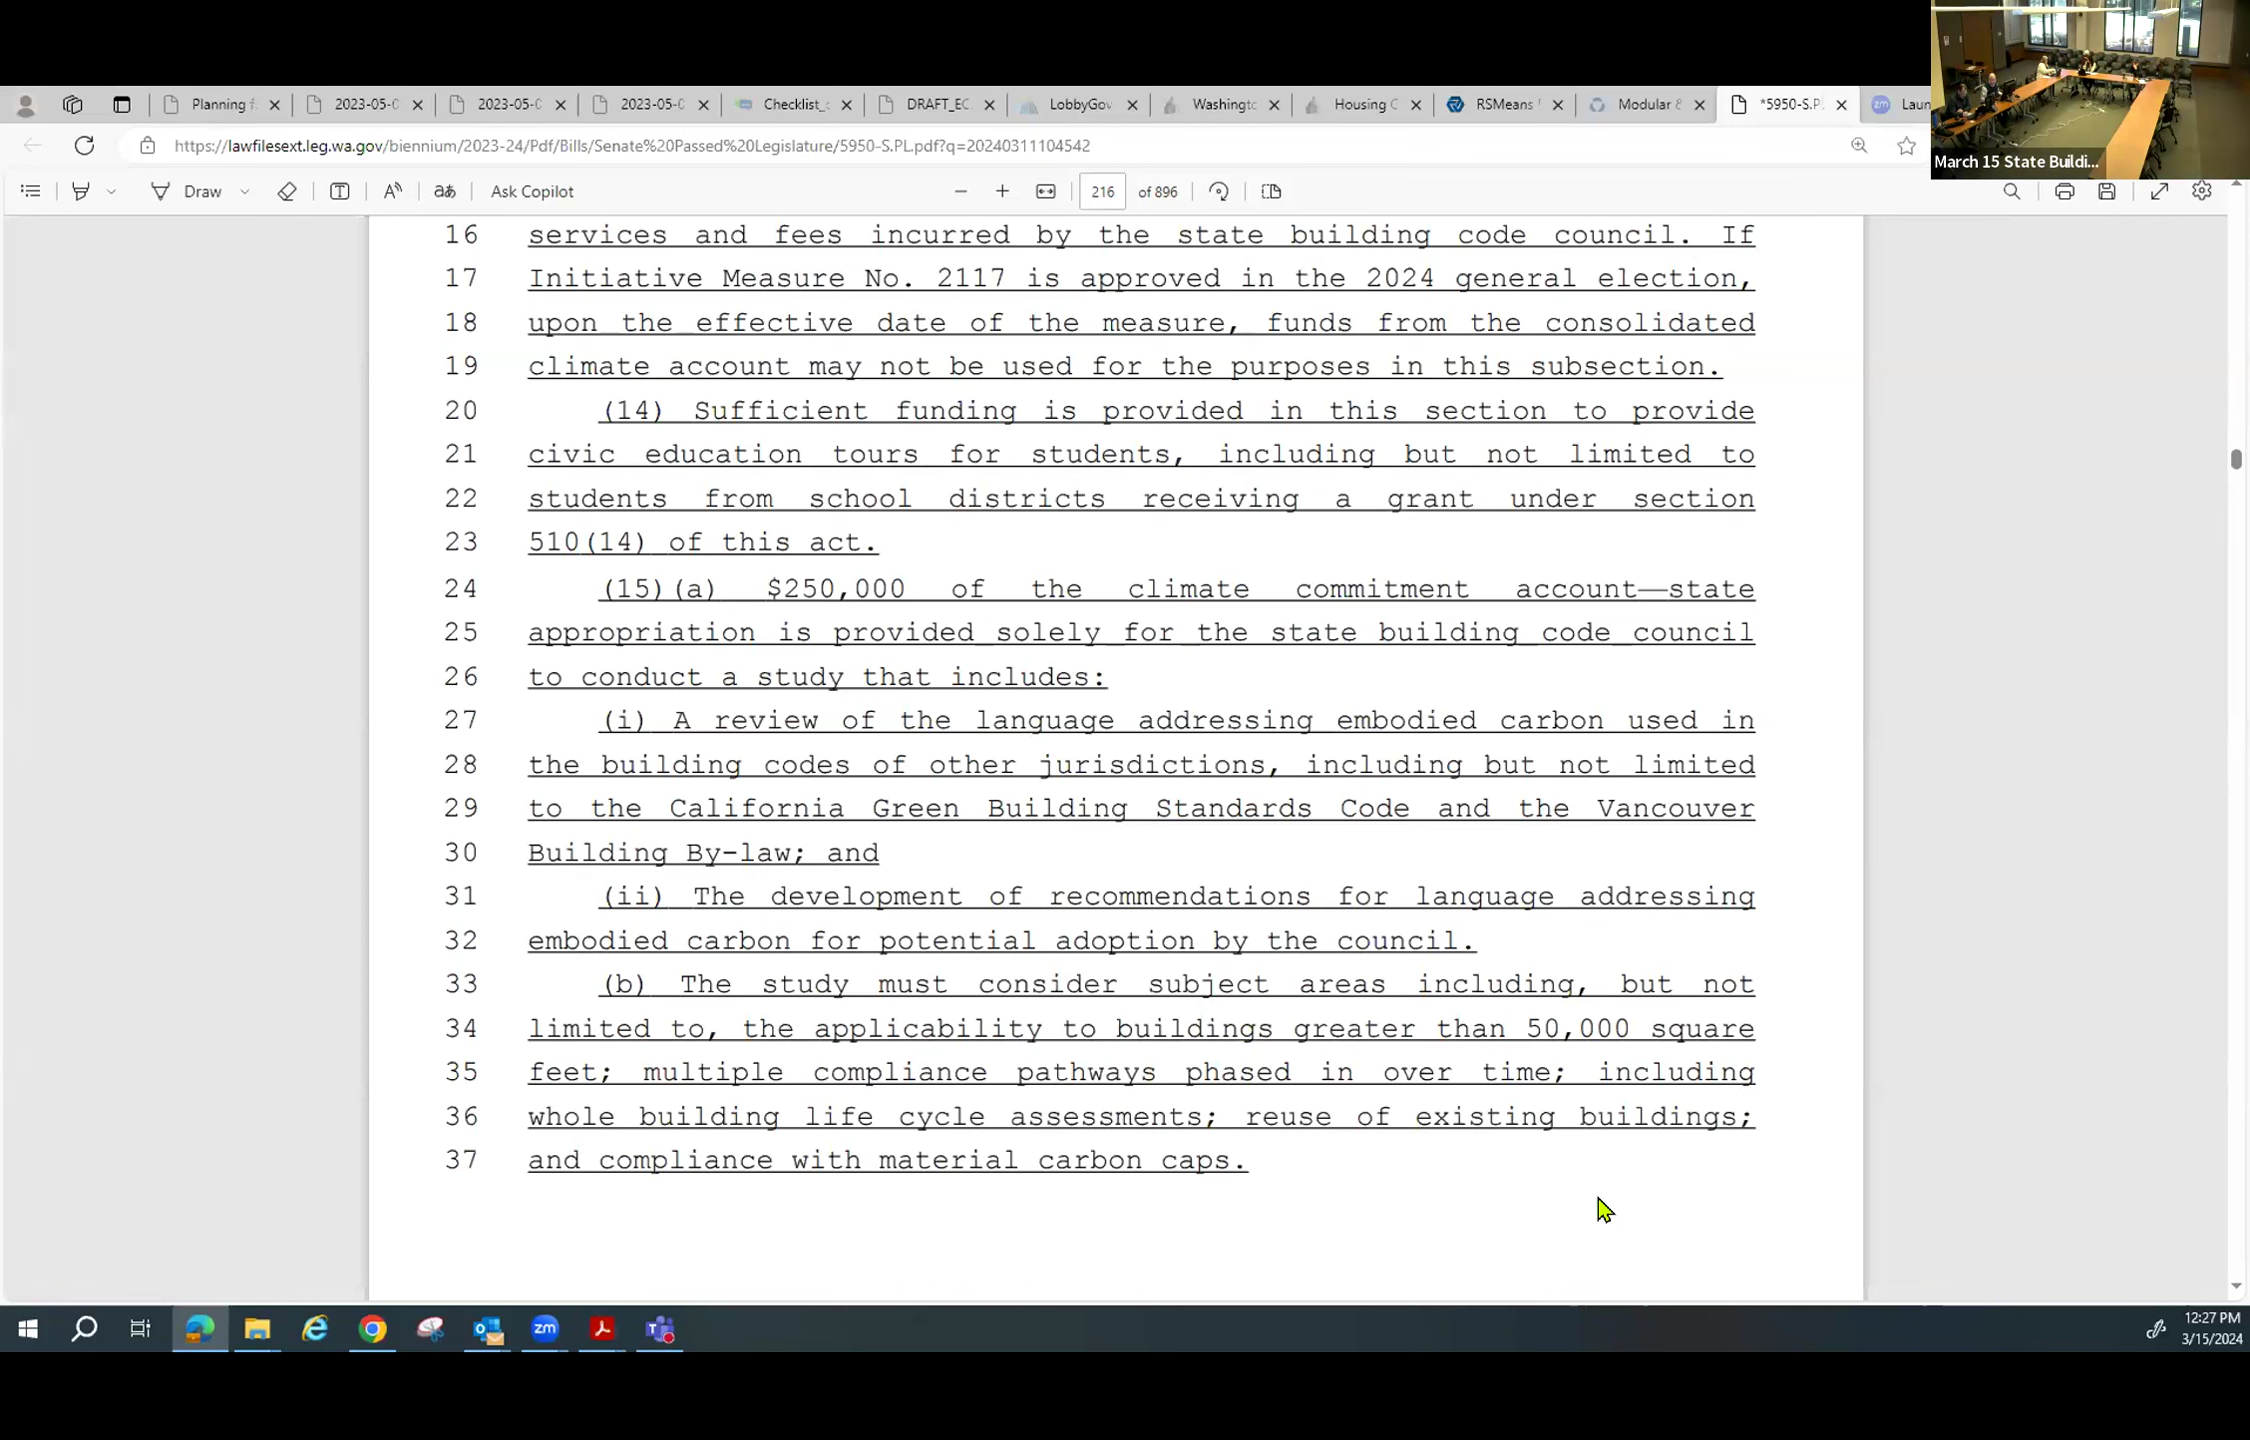 Planning f
2023-05-0
2023-05-0
2023-05-0
Checklist_
DRAFT_EC
LobbyGov
Washingto
Housing C
RSMeans
Modular &
*5950-S.P
Laun
https://lawfilesext.leg.wa.gov/biennium/2023-24/Pdf/Bills/Senate%20Passed%20Legislature/5950-S.PL.pdf?q=20240311104542
March 15 State Buildi...
Draw
Ask Copilot
216 of 896
16 services and fees incurred by the state building code council. If
17 Initiative Measure No. 2117 is approved in the 2024 general election,
18 upon the effective date of the measure, funds from the consolidated
19 climate account may not be used for the purposes in this subsection.
20 (14) Sufficient funding is provided in this section to provide
21 civic education tours for students, including but not limited to
22 students from school districts receiving a grant under section
23 510(14) of this act.
24 (15)(a) $250,000 of the climate commitment account—state
25 appropriation is provided solely for the state building code council
26 to conduct a study that includes:
27 (i) A review of the language addressing embodied carbon used in
28 the building codes of other jurisdictions, including but not limited
29 to the California Green Building Standards Code and the Vancouver
30 Building By-law; and
31 (ii) The development of recommendations for language addressing
32 embodied carbon for potential adoption by the council.
33 (b) The study must consider subject areas including, but not
34 limited to, the applicability to buildings greater than 50,000 square
35 feet; multiple compliance pathways phased in over time; including
36 whole building life cycle assessments; reuse of existing buildings;
37 and compliance with material carbon caps.
12:27 PM
3/15/2024